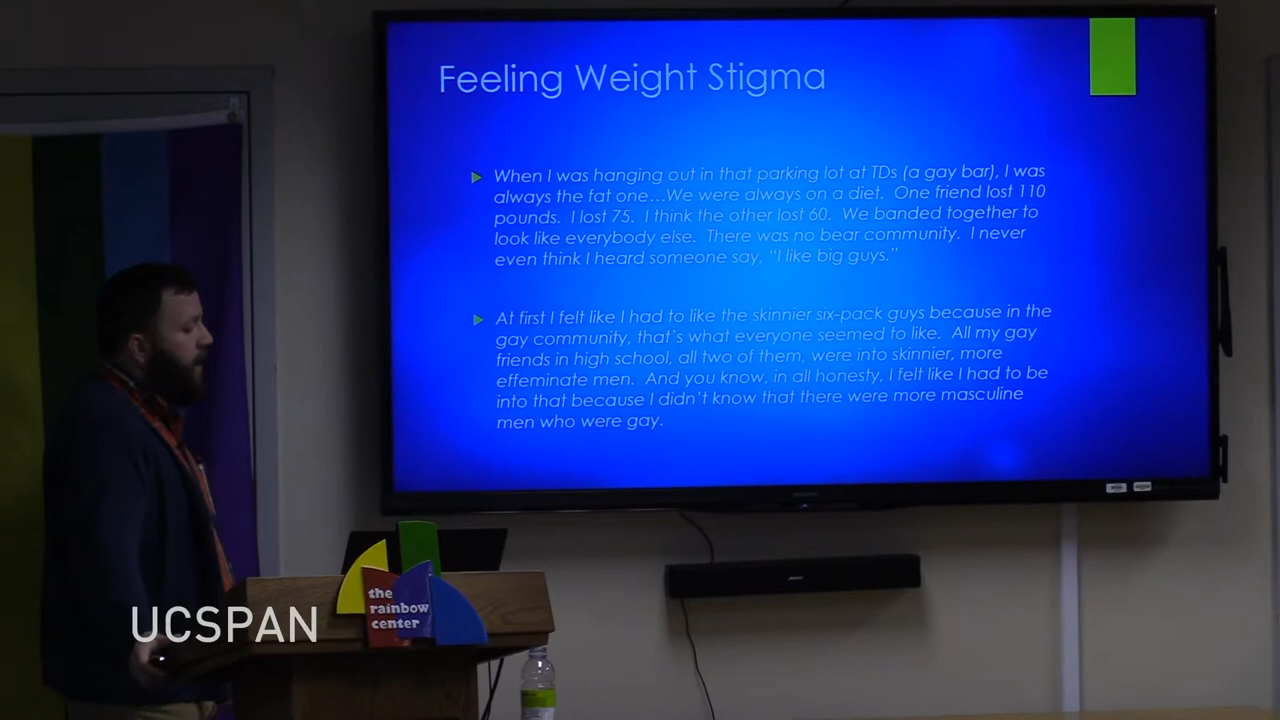 Feeling Weight Stigma
When I was hanging out in that parking lot at TDs (a gay bar), I was
always the fat one...We were always on a diet. One friend lost 110
pounds. I lost 75. I think the other lost 60. We banded together to
look like everybody else. There was no bear community. I never
even think I heard someone say, "I like big guys."
At first I felt like I had to like the skinnier six-pack guys because in the
gay community, that's what everyone seemed to like. All my gay
friends in high school, all two of them, were into skinnier, more
effeminate men. And you know, in all honesty, I felt like I had to be
into that because I didn't know that there were more masculine
men who were gay.
the
rainbow
center
UCSPAN